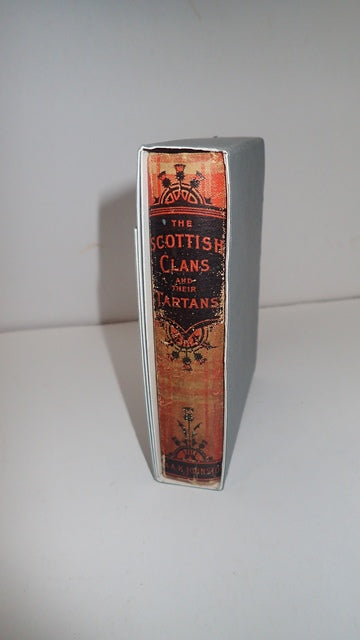 THE
SCOTTISH
CLANS
AND
THEIR
TARTANS